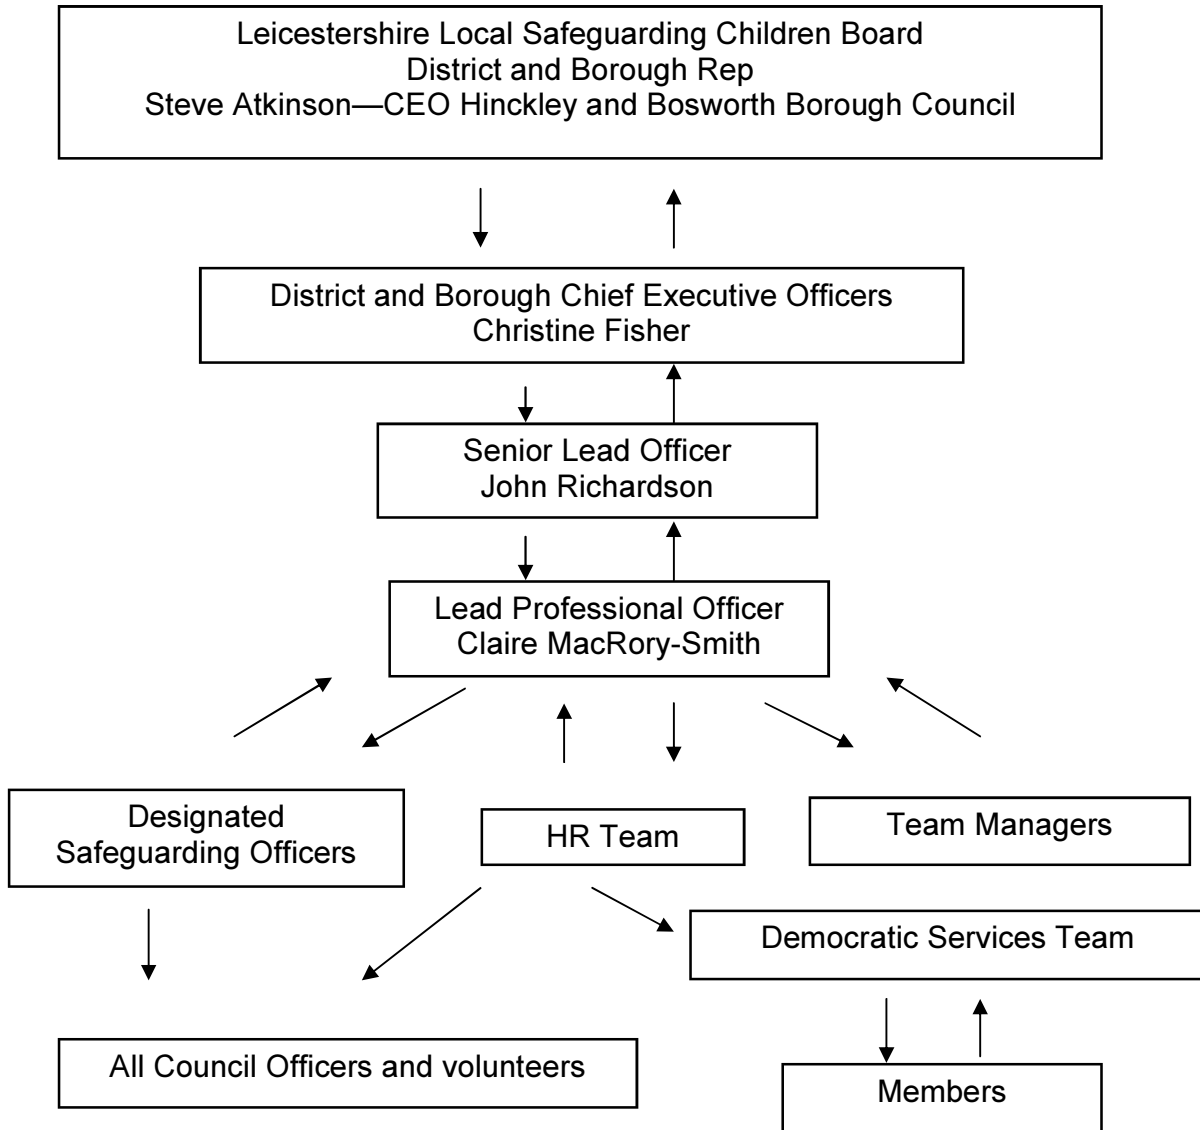 Leicestershire Local Safeguarding Children Board
District and Borough Rep
Steve Atkinson—CEO Hinckley and Bosworth Borough Council
District and Borough Chief Executive Officers
Christine Fisher
Senior Lead Officer
John Richardson
Lead Professional Officer
Claire MacRory-Smith
Designated
Safeguarding Officers
HR Team
Team Managers
Democratic Services Team
All Council Officers and volunteers
Members